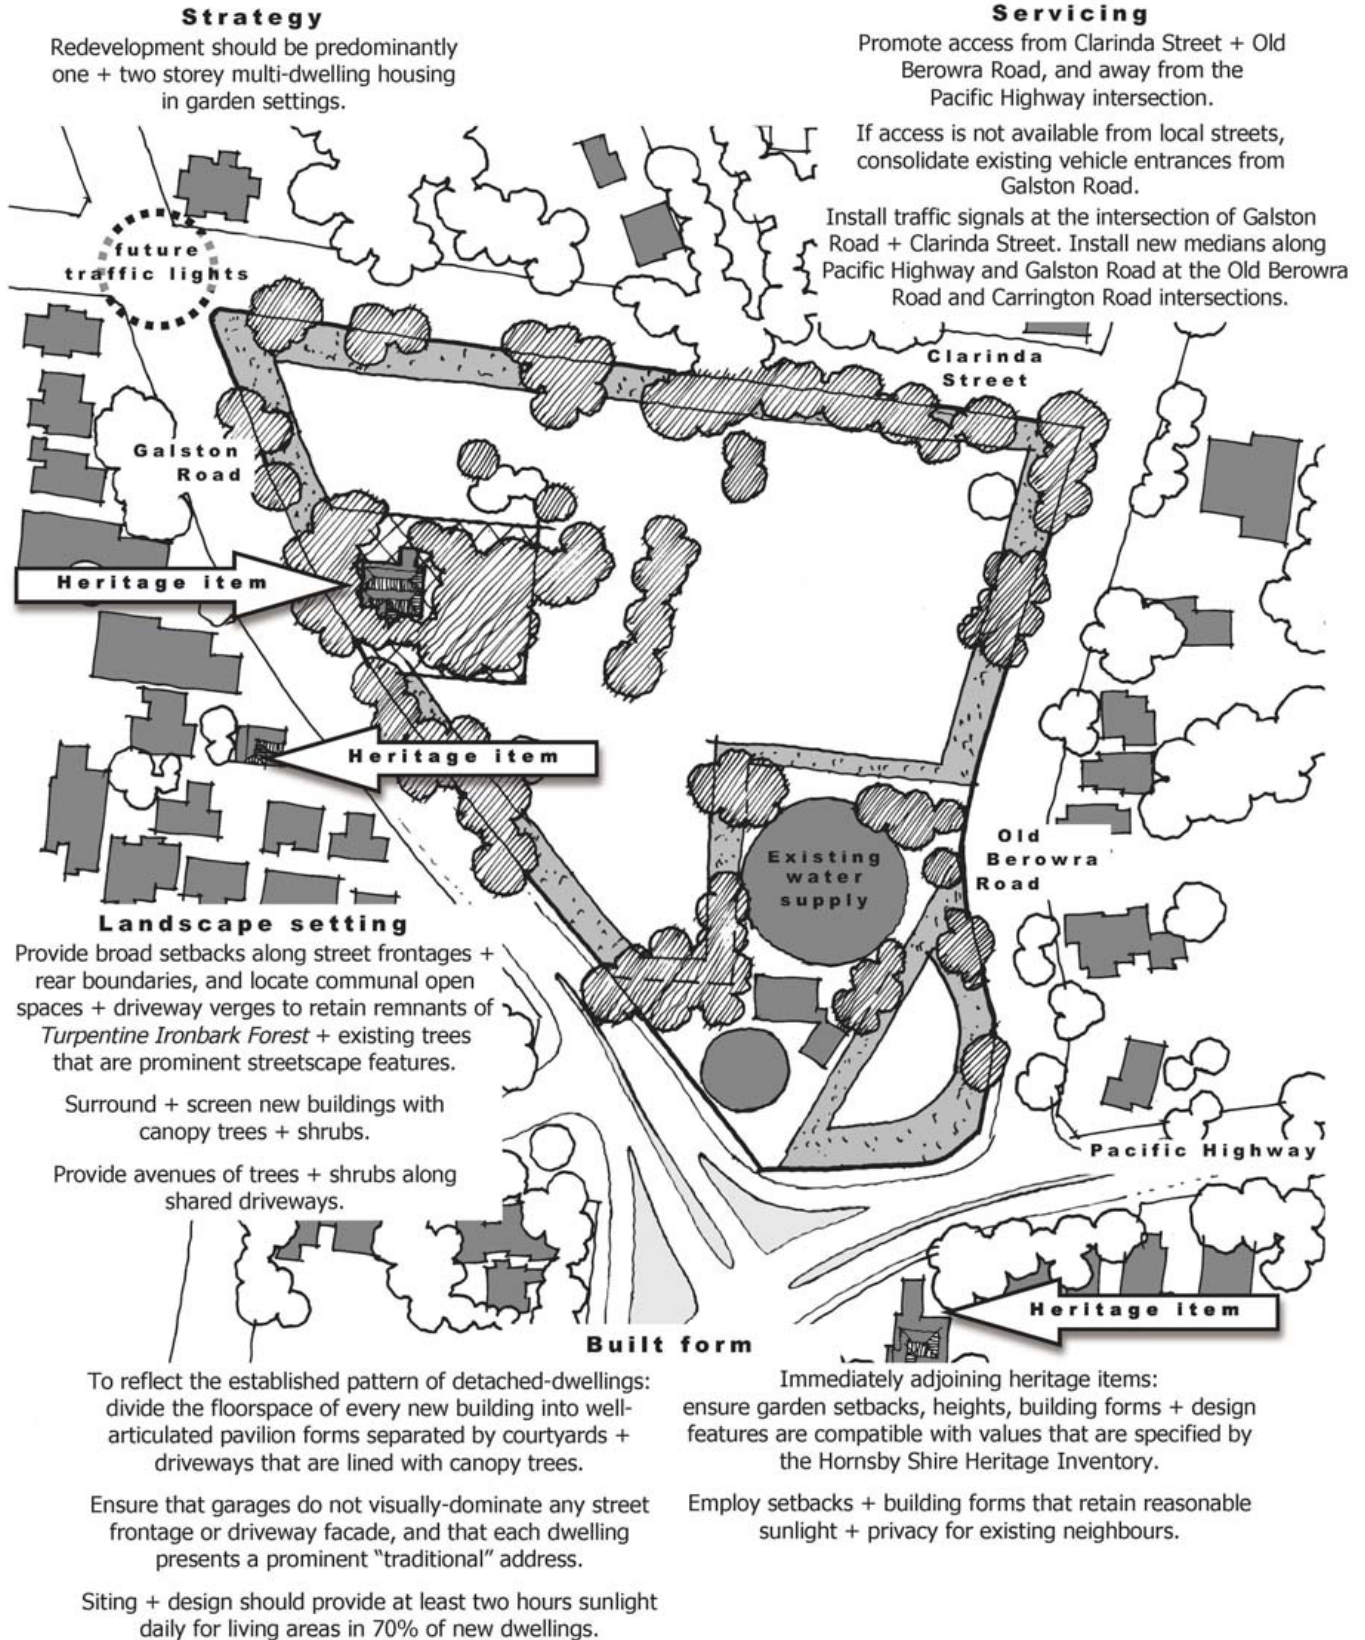 Strategy
Redevelopment should be predominantly
one + two storey multi-dwelling housing
in garden settings.
Servicing
Promote access from Clarinda Street + Old
Berowra Road, and away from the
Pacific Highway intersection.
If access is not available from local streets,
consolidate existing vehicle entrances from
Galston Road.
Install traffic signals at the intersection of Galston
Road + Clarinda Street. Install new medians along
Pacific Highway and Galston Road at the Old Berowra
Road and Carrington Road intersections.
future
traffic lights
Clarinda
Street
Galston
Road
Heritage item
Heritage item
Existing
water
supply
Old
Berowra
Road
Landscape setting
Provide broad setbacks along street frontages +
rear boundaries, and locate communal open
spaces + driveway verges to retain remnants of
Turpentine Ironbark Forest + existing trees
that are prominent streetscape features.
Surround + screen new buildings with
canopy trees + shrubs.
Provide avenues of trees + shrubs along
shared driveways.
Pacific Highway
Heritage item
Built form
To reflect the established pattern of detached-dwellings:
divide the floorspace of every new building into well-
articulated pavilion forms separated by courtyards +
driveways that are lined with canopy trees.
Ensure that garages do not visually-dominate any street
frontage or driveway facade, and that each dwelling
presents a prominent “traditional” address.
Siting + design should provide at least two hours sunlight
daily for living areas in 70% of new dwellings.
Immediately adjoining heritage items:
ensure garden setbacks, heights, building forms + design
features are compatible with values that are specified by
the Hornsby Shire Heritage Inventory.
Employ setbacks + building forms that retain reasonable
sunlight + privacy for existing neighbours.